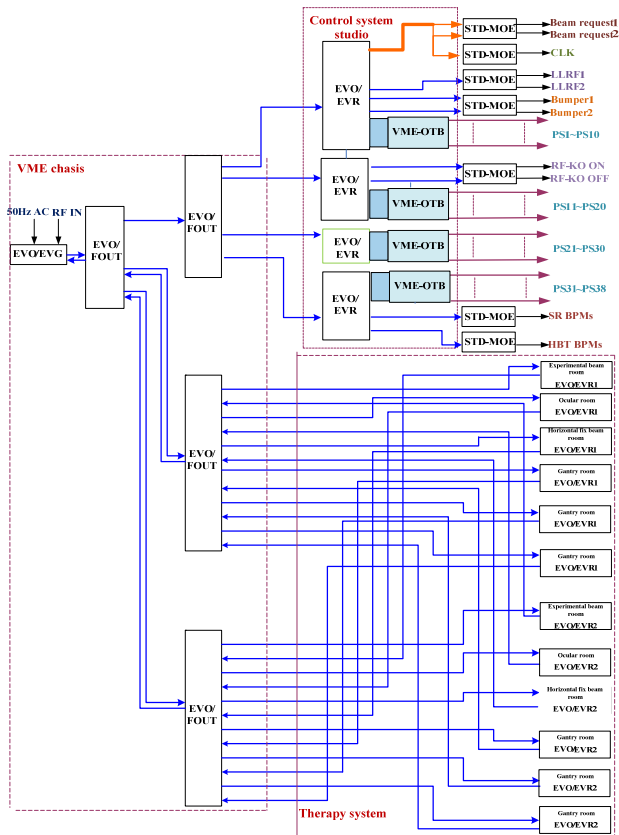 Control system
studio
STD-MOE
Beam request1
Beam request2
STD-MOE
CLK
EVO/
EVR
STD-MOE
LLRF1
LLRF2
STD-MOE
Bumper1
Bumper2
VME-OTB
PS1~PS10
VME chasis
EVO/
FOUT
EVO/
EVR
STD-MOE
RF-KO ON
RF-KO OFF
VME-OTB
PS11~PS20
50Hz AC
RF IN
EVO/EVG
EVO/
FOUT
EVO/
EVR
VME-OTB
PS21~PS30
EVO/
EVR
VME-OTB
PS31~PS38
STD-MOE
SR BPMs
STD-MOE
HBT BPMs
EVO/
FOUT
Experimental beam
room
EVO/EVR1
Ocular room
EVO/EVR1
Horizontal fix beam
room
EVO/EVR1
Gantry room
EVO/EVR1
Gantry room
EVO/EVR1
Gantry room
EVO/EVR1
EVO/
FOUT
Experimental beam
room
EVO/EVR2
Ocular room
EVO/EVR2
Horizontal fix beam
room
EVO/EVR2
Gantry room
EVO/EVR2
Gantry room
EVO/EVR2
Gantry room
EVO/EVR2
Therapy system